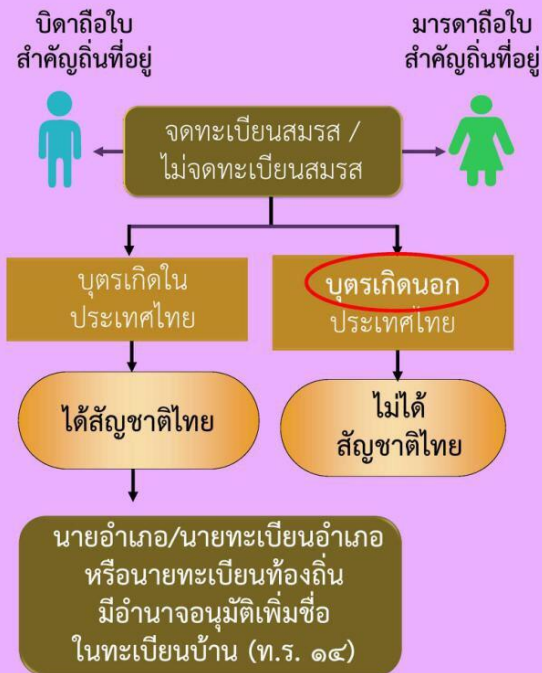 บิดาถือใบ
สำคัญถิ่นที่อยู่
มารดาถือใบ
สำคัญถิ่นที่อยู่
จดทะเบียนสมรส /
ไม่จดทะเบียนสมรส
บุตรเกิดใน
ประเทศไทย
บุตรเกิดนอก
ประเทศไทย
ได้สัญชาติไทย
ไม่ได้
สัญชาติไทย
นายอำเภอ/นายทะเบียนอำเภอ
หรือนายทะเบียนท้องถิ่น
มีอำนาจอนุมัติเพิ่มชื่อ
ในทะเบียนบ้าน (ท.ร. ๑๔)